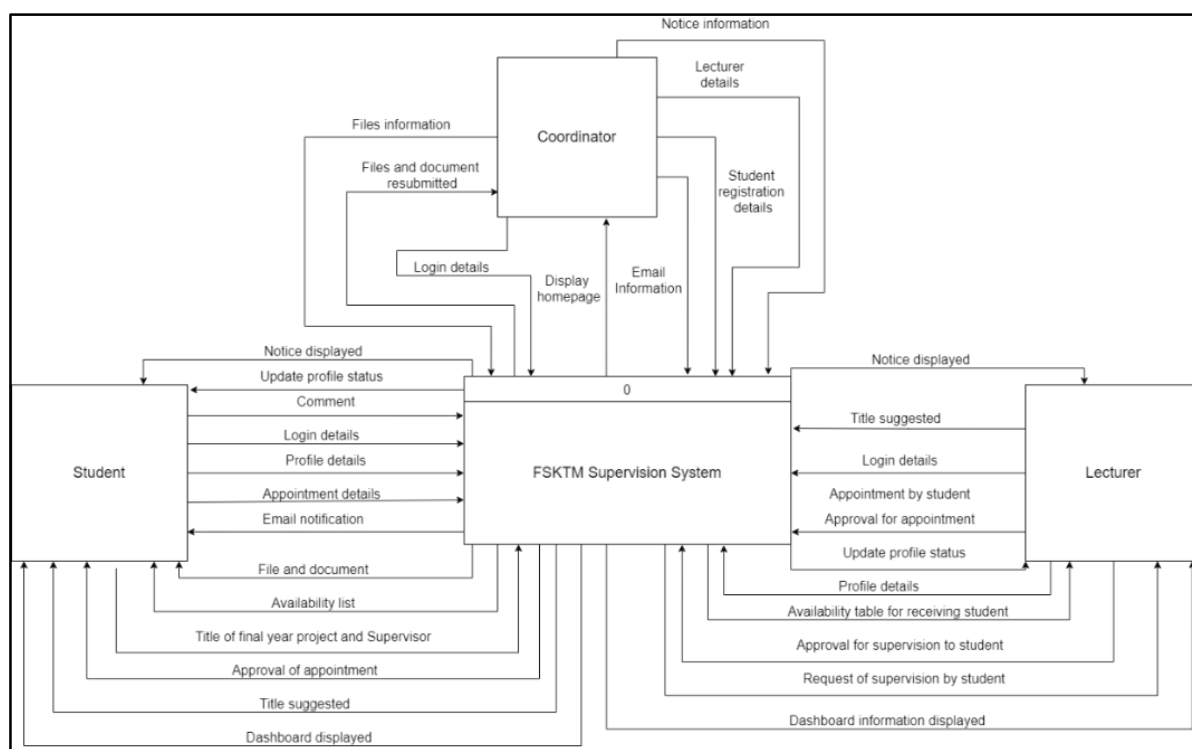 Notice information
Lecturer
details
Coordinator
Files information
Files and document
resubmitted
Student
registration
details
Login details
Display
homepage
Email
Information
Notice displayed
Update profile status
Comment
Login details
Profile details
Appointment details
Email notification
File and document
Availability list
Title of final year project and Supervisor
Approval of appointment
Title suggested
Dashboard displayed
Student
0
FSKTM Supervision System
Notice displayed
Title suggested
Login details
Appointment by student
Approval for appointment
Update profile status
Profile details
Availability table for receiving student
Approval for supervision to student
Request of supervision by student
Dashboard information displayed
Lecturer